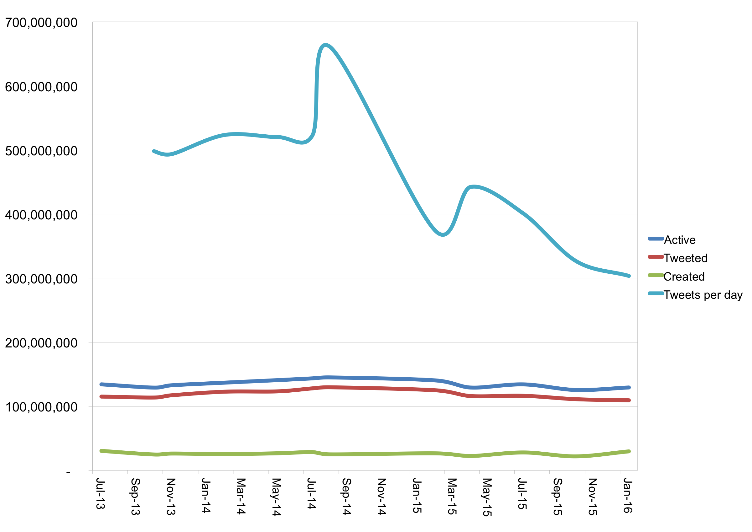 700,000,000
600,000,000
500,000,000
400,000,000
300,000,000
200,000,000
100,000,000
-
Jul-13
Sep-13
Nov-13
Jan-14
Mar-14
May-14
Jul-14
Sep-14
Nov-14
Jan-15
Mar-15
May-15
Jul-15
Sep-15
Nov-15
Jan-16
Active
Tweeted
Created
Tweets per day